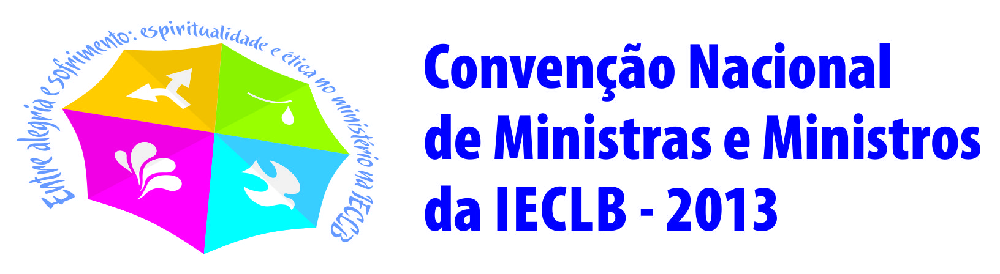 Entre alegria e sofrimento: espiritualidade e ética no ministério na IECLB
Convenção Nacional
de Ministras e Ministros
da IECLB - 2013